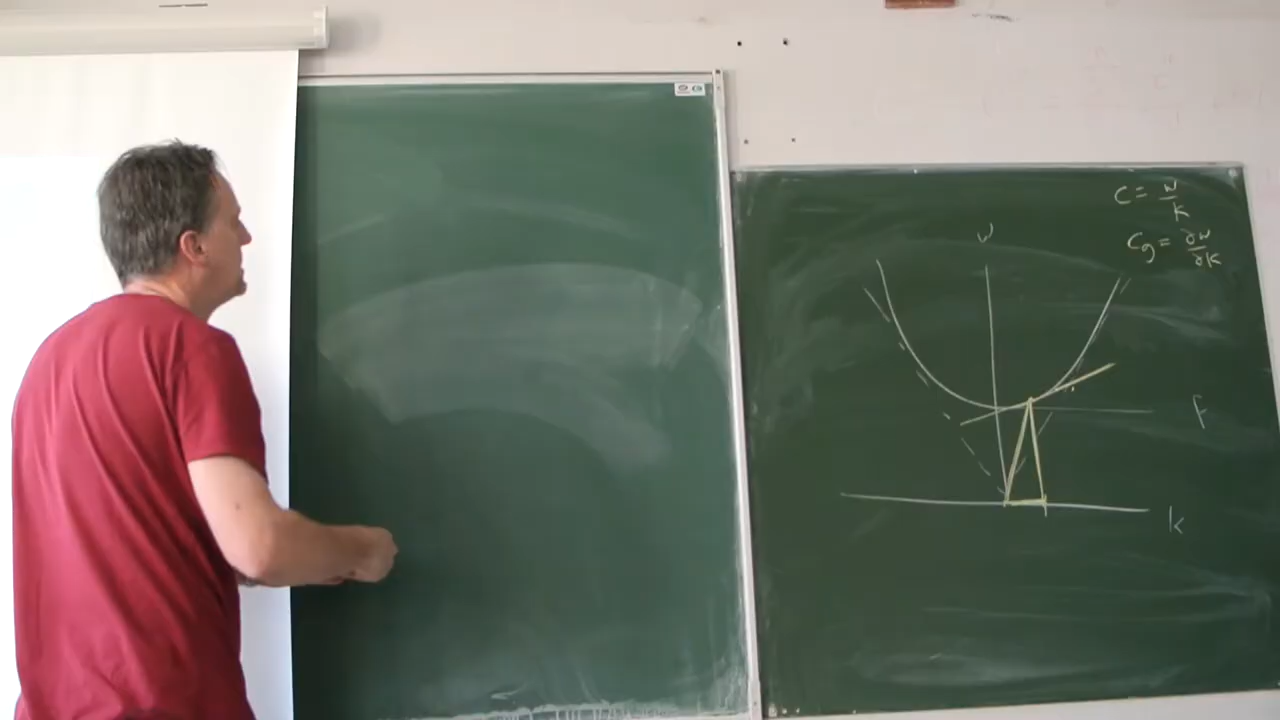 C = w/k
Cg = ∂w/∂k
w
f
k